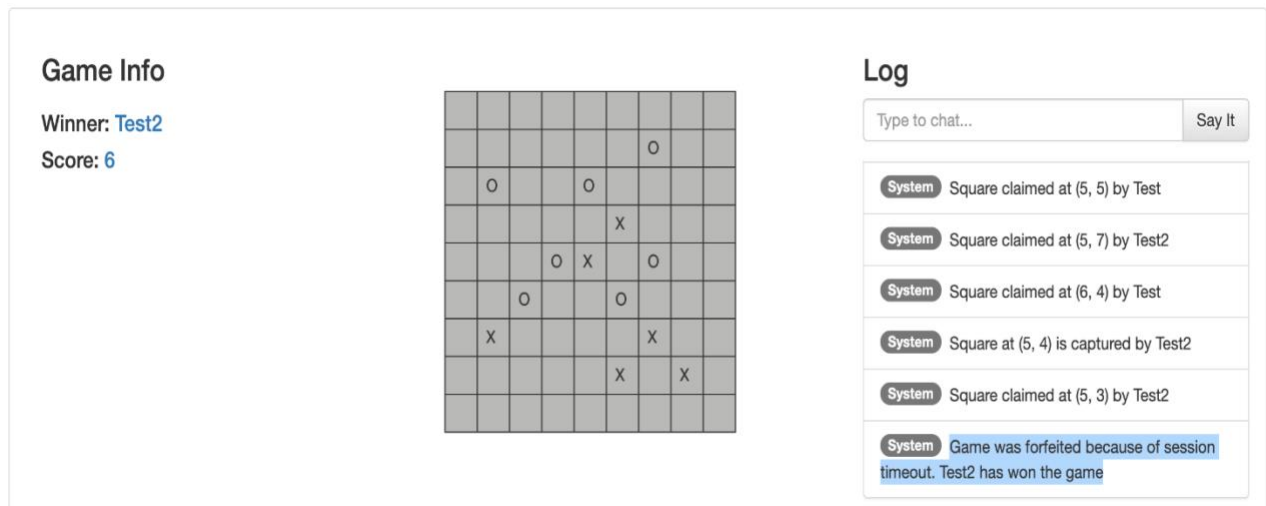 Game Info
Winner: Test2
Score: 6
O
O O
X
O X O
O O
X X
X X
Log
Type to chat... Say It
System Square claimed at (5, 5) by Test
System Square claimed at (5, 7) by Test2
System Square claimed at (6, 4) by Test
System Square at (5, 4) is captured by Test2
System Square claimed at (5, 3) by Test2
System Game was forfeited because of session
timeout. Test2 has won the game